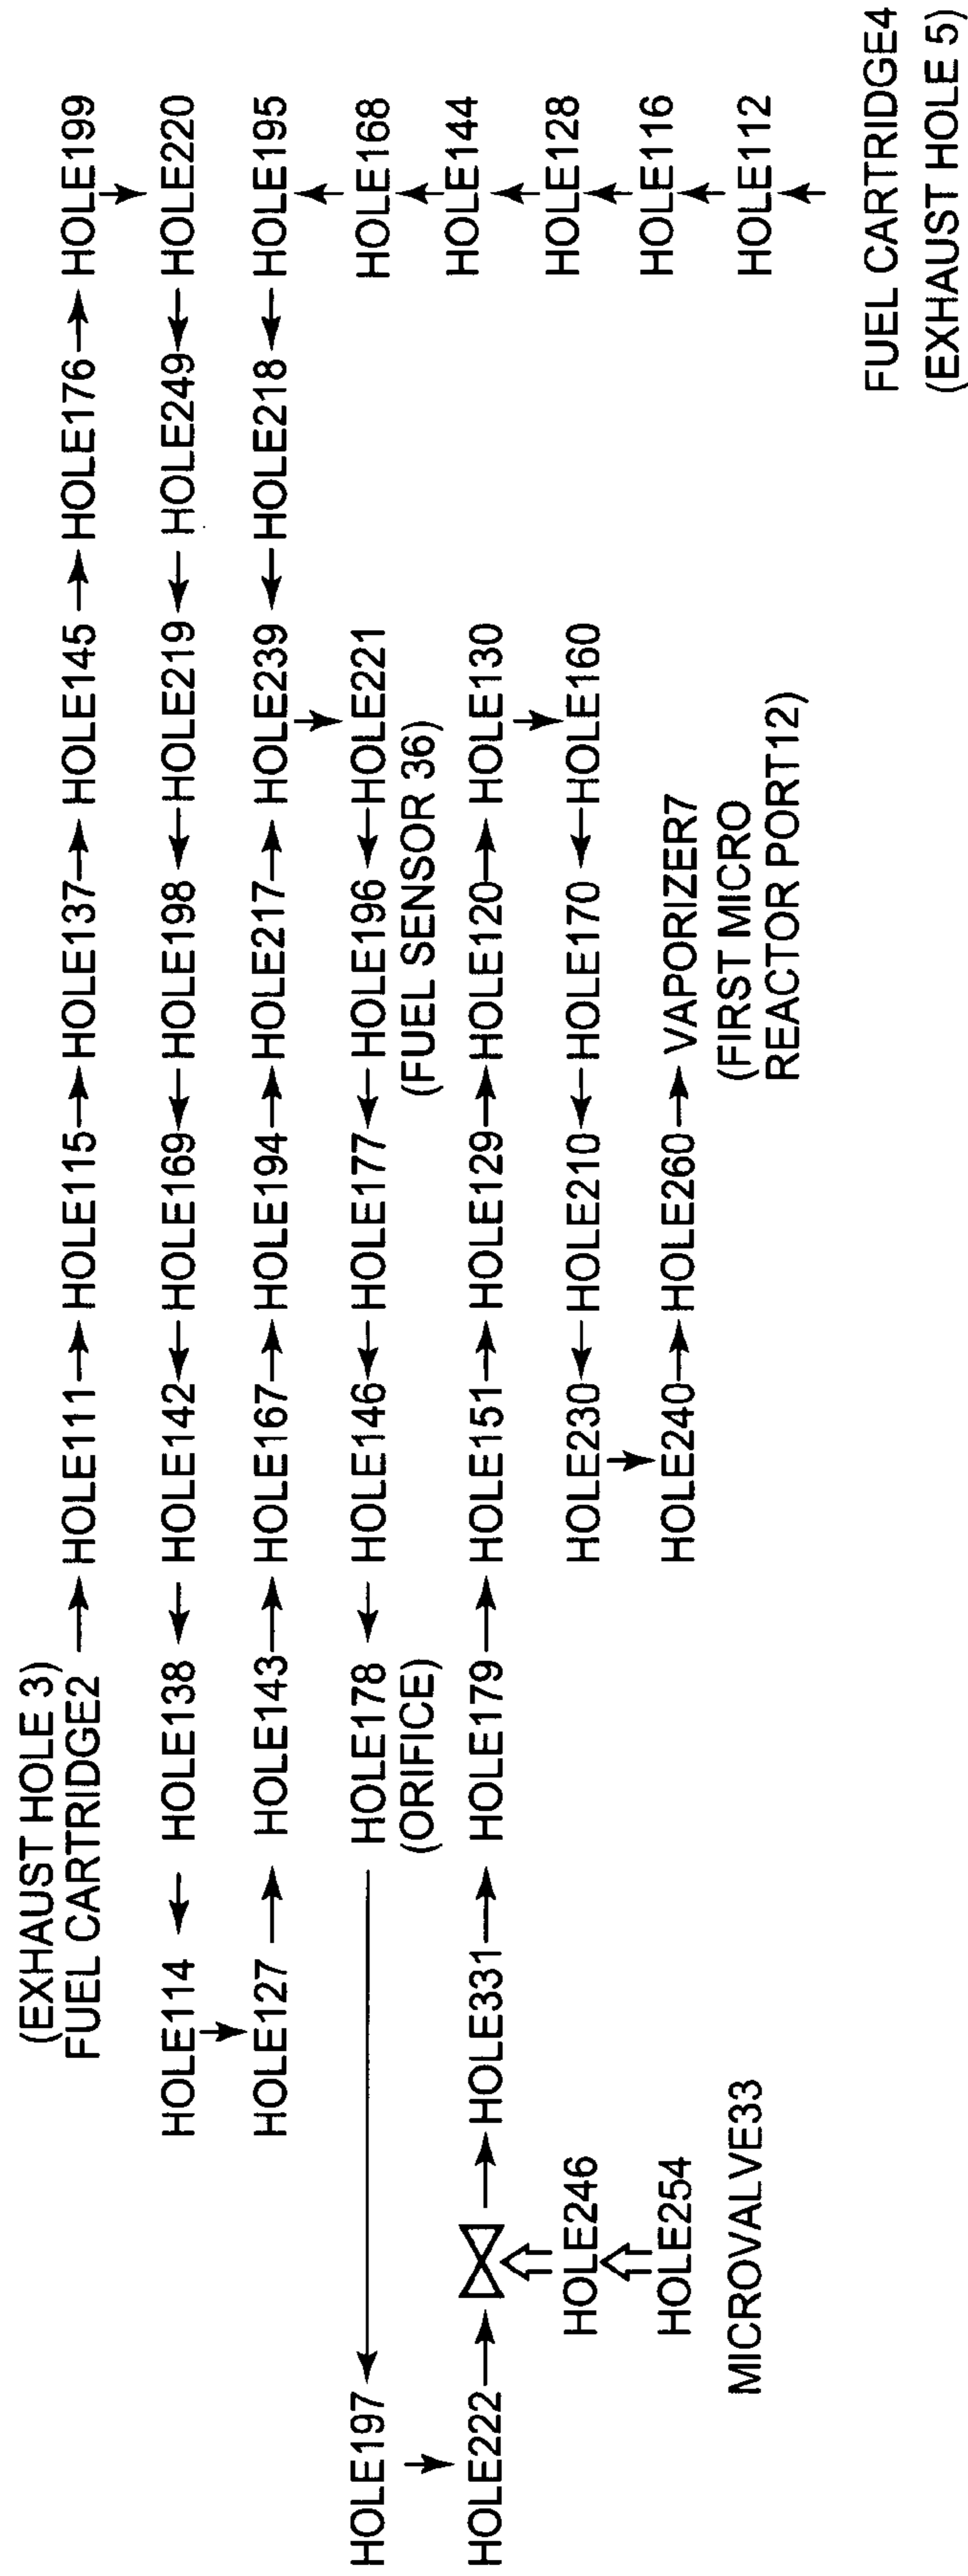 (EXHAUST HOLE 3)
FUEL CARTRIDGE2 → HOLE111 → HOLE115 → HOLE137 → HOLE145 → HOLE176 → HOLE199
HOLE114 ← HOLE138 ← HOLE142 ← HOLE169 ← HOLE198 ← HOLE219 ← HOLE249 ← HOLE220
HOLE127 → HOLE143 → HOLE167 → HOLE194 → HOLE217 → HOLE239 ← HOLE218 ← HOLE195
HOLE197 ← HOLE178 ← HOLE146 ← HOLE177 ← HOLE196 ← HOLE221 HOLE168
(ORIFICE) (FUEL SENSOR 36) HOLE144
HOLE222 → HOLE331 → HOLE179 → HOLE151 → HOLE129 → HOLE120 → HOLE130
HOLE246 HOLE230 ← HOLE210 ← HOLE170 ← HOLE160 HOLE128
HOLE254 HOLE240 → HOLE260 → VAPORIZER7 HOLE116
MICROVALVE33 (FIRST MICRO HOLE112
REACTOR PORT12)
FUEL CARTRIDGE4
(EXHAUST HOLE 5)